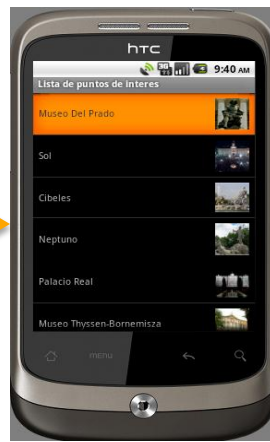 hTC
3G 9:40 AM
Lista de puntos de Interes
Museo Del Prado
Sol
Cibeles
Neptuno
Palacio Real
Museo Thyssen-Bornemisza
menu